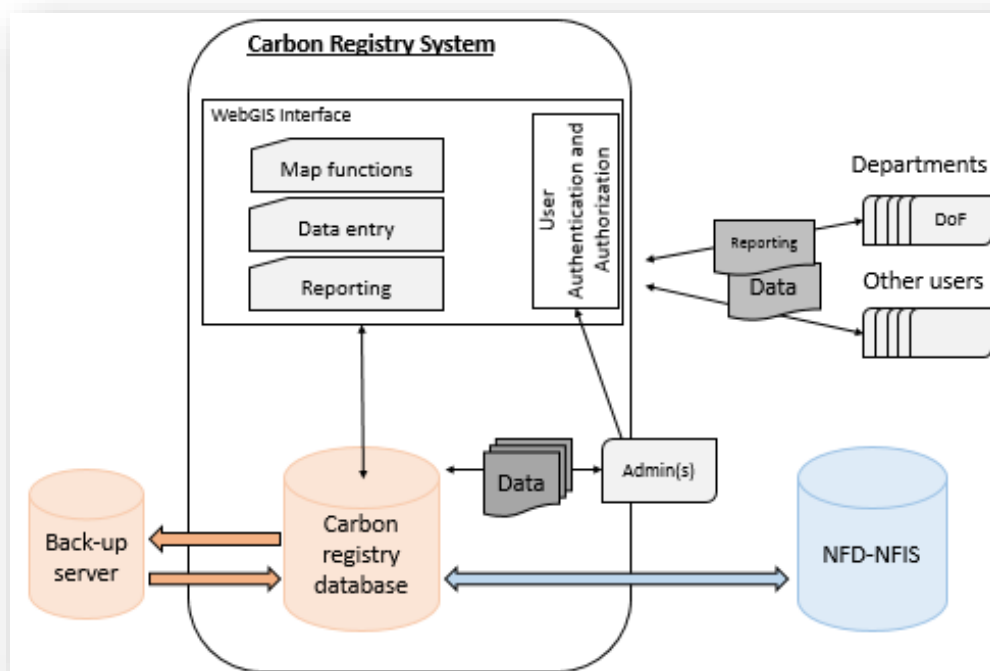 Carbon Registry System
WebGIS Interface
Map functions
Data entry
Reporting
User
Authentication and
Authorization
Departments
Reporting
DoF
Data
Other users
Data
Admin(s)
Back-up
server
Carbon
registry
database
NFD-NFIS